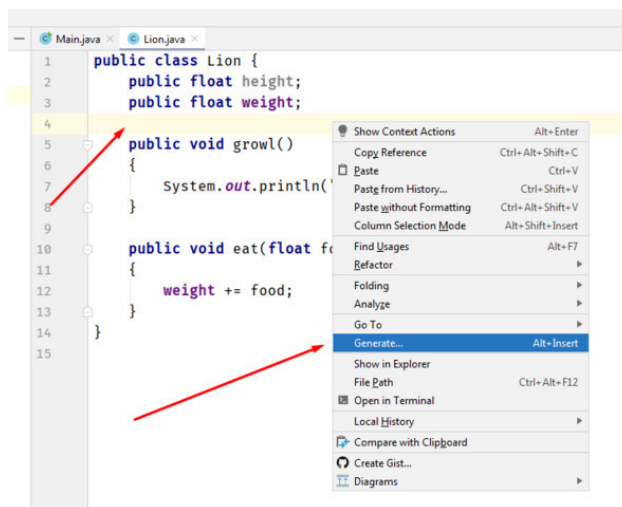 Main.java
Lion.java
1 public class Lion {
2 public float height;
3 public float weight;
4
5 public void growl()
6 {
7 System.out.println("
8 }
9
10 public void eat(float fo
11 {
12 weight += food;
13 }
14 }
15
Show Context Actions Alt+Enter
Copy Reference Ctrl+Alt+Shift+C
Paste Ctrl+V
Paste from History... Ctrl+Shift+V
Paste without Formatting Ctrl+Alt+Shift+V
Column Selection Mode Alt+Shift+Insert
Find Usages Alt+F7
Refactor
Folding
Analyze
Go To
Generate... Alt+Insert
Show in Explorer
File Path Ctrl+Alt+F12
Open in Terminal
Local History
Compare with Clipboard
Create Gist...
Diagrams